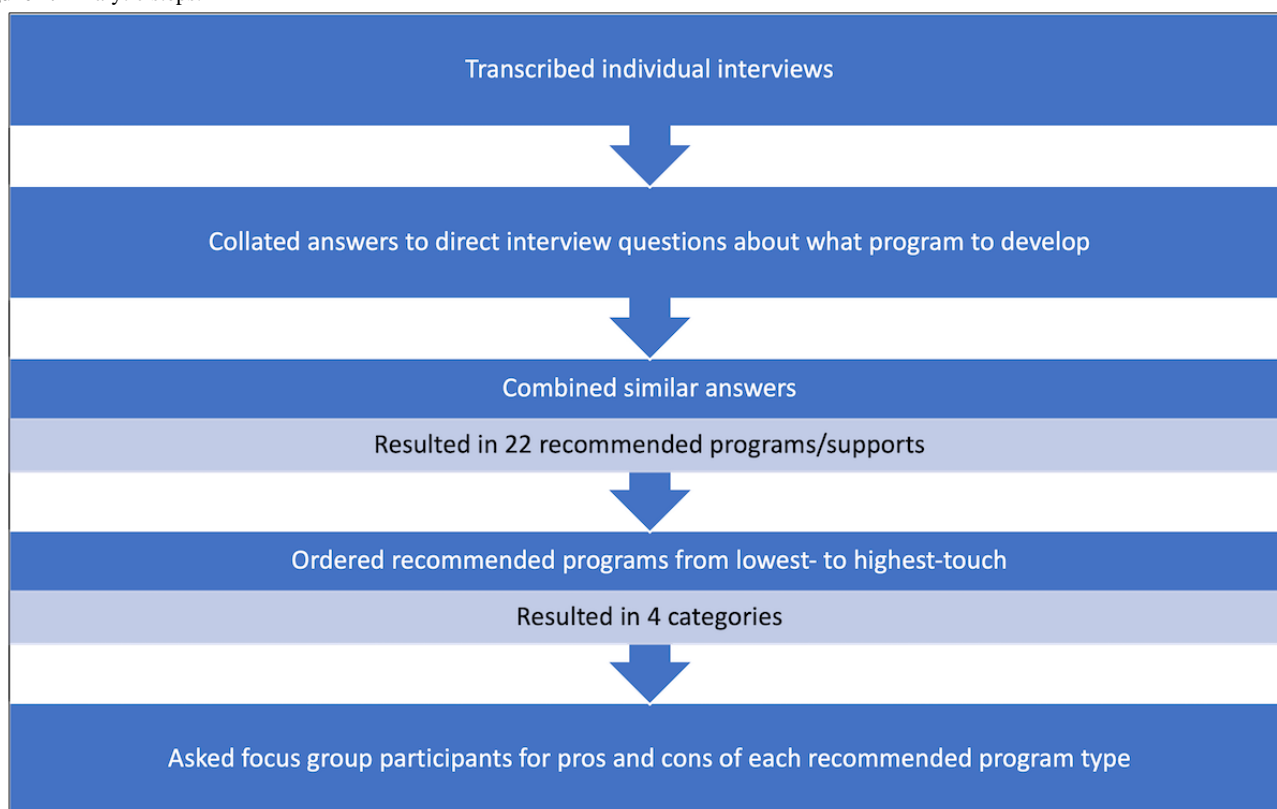 Transcribed individual interviews
Collated answers to direct interview questions about what program to develop
Combined similar answers
Resulted in 22 recommended programs/supports
Ordered recommended programs from lowest- to highest-touch
Resulted in 4 categories
Asked focus group participants for pros and cons of each recommended program type